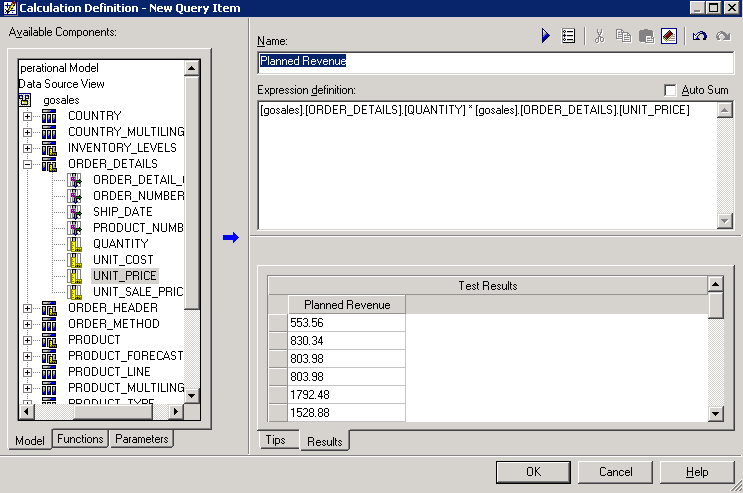 Calculation Definition - New Query Item
Available Components:
perational Model
Data Source View
gosales
COUNTRY
COUNTRY_MULTILING
INVENTORY_LEVELS
ORDER_DETAILS
ORDER_DETAIL_
ORDER_NUMBER
SHIP_DATE
PRODUCT_NUMB
QUANTITY
UNIT_COST
UNIT_PRICE
UNIT_SALE_PRIC
ORDER_HEADER
ORDER_METHOD
PRODUCT
PRODUCT_FORECAST
PRODUCT_LINE
PRODUCT_MULTILING
PRODUCT_TYPE
Model Functions Parameters
Name:
Planned Revenue
Expression definition:
Auto Sum
[gosales].[ORDER_DETAILS].[QUANTITY] * [gosales].[ORDER_DETAILS].[UNIT_PRICE]
Test Results
Planned Revenue
553.56
830.34
803.98
803.98
1792.48
1528.88
Tips Results
OK Cancel Help